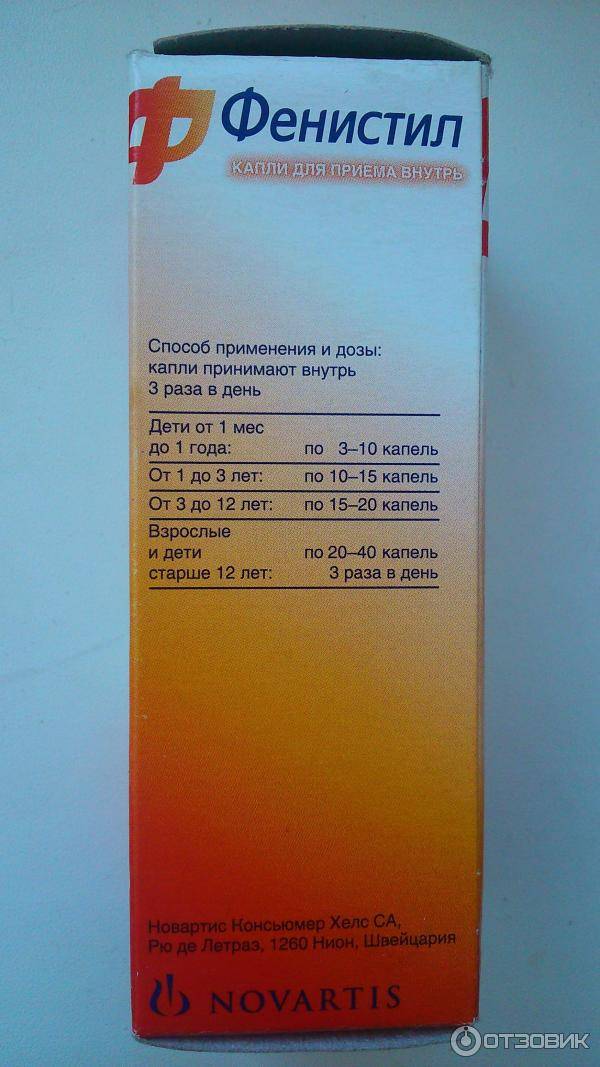 Фенистил
КАПЛИ ДЛЯ ПРИЕМА ВНУТРЬ
Способ применения и дозы:
капли принимают внутрь
3 раза в день
Дети от 1 мес
до 1 года: по 3–10 капель
От 1 до 3 лет: по 10–15 капель
От 3 до 12 лет: по 15–20 капель
Взрослые
и дети по 20–40 капель
старше 12 лет: 3 раза в день
Новартис Консьюмер Хелс СА,
Рю де Летраз, 1260 Нион, Швейцария
NOVARTIS
ОТЗОВИК